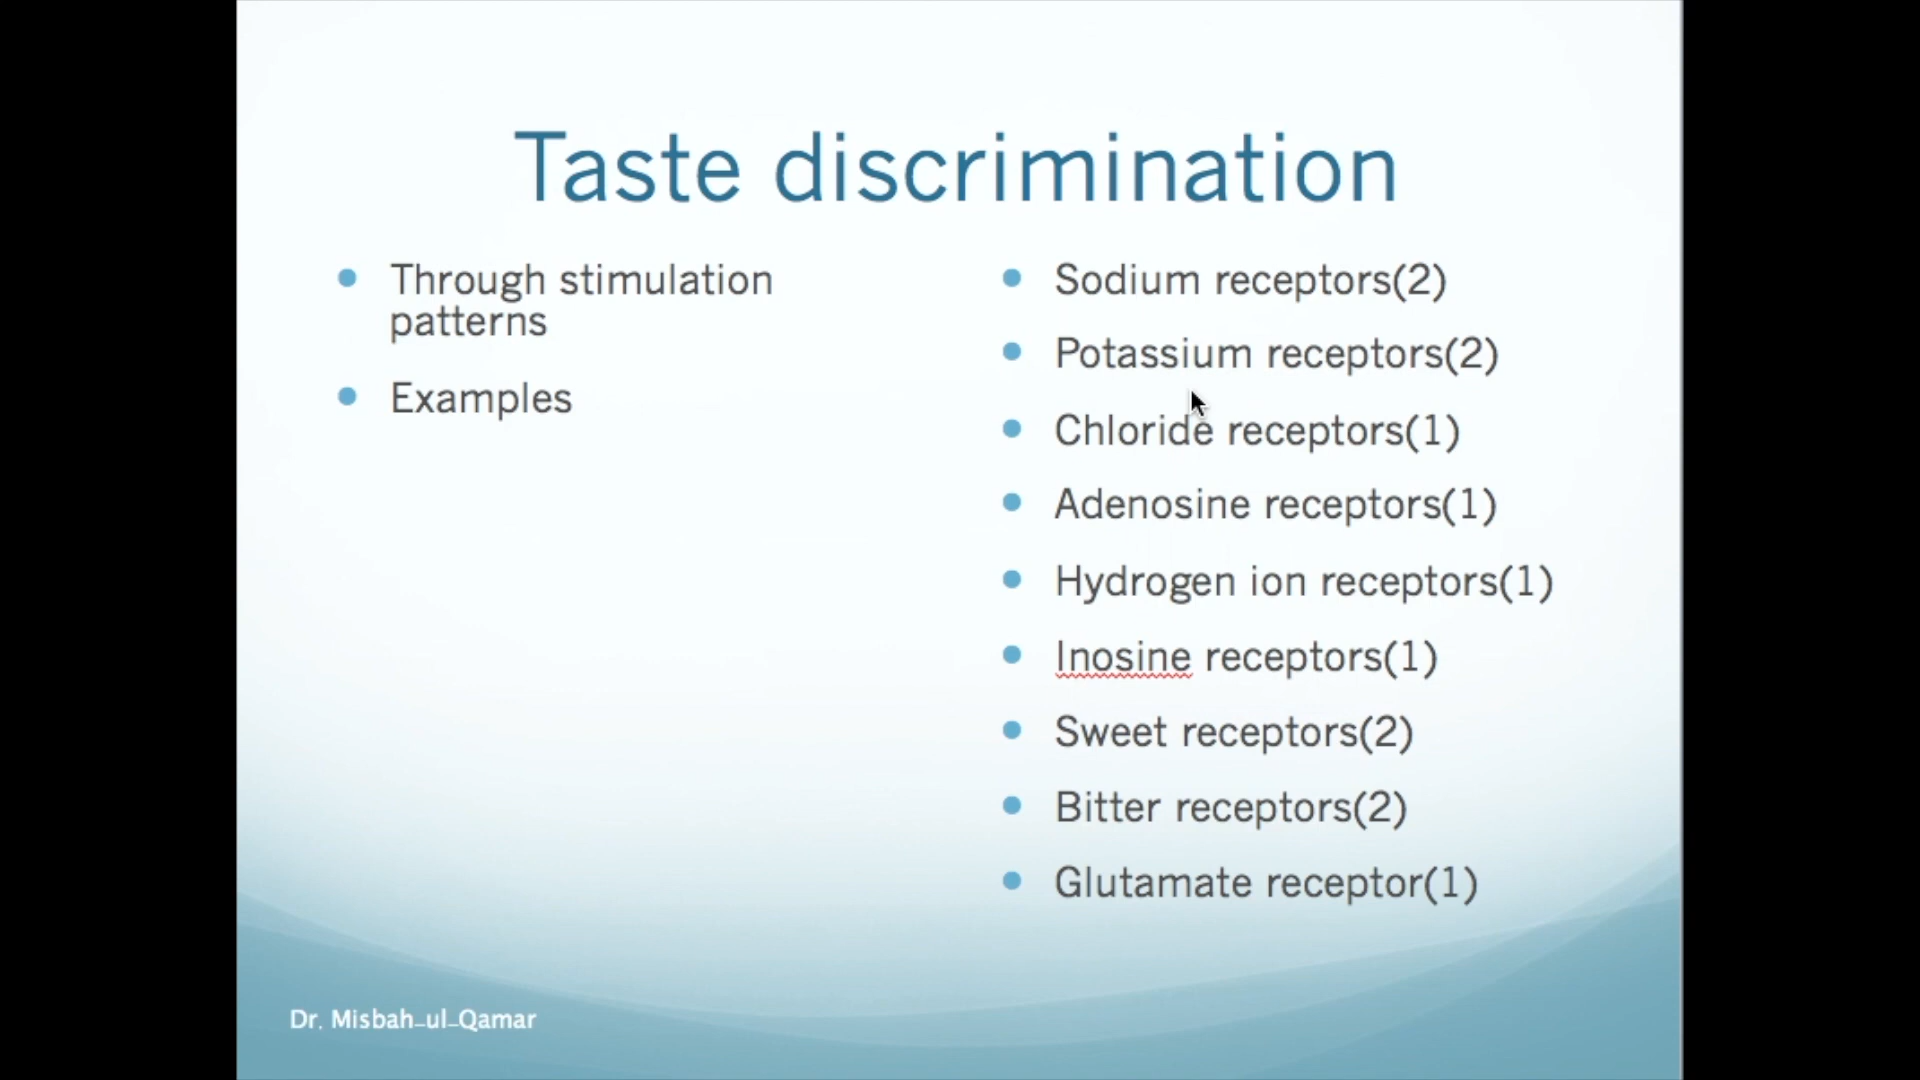 Taste discrimination
Through stimulation
patterns
Examples
Sodium receptors(2)
Potassium receptors(2)
Chloride receptors(1)
Adenosine receptors(1)
Hydrogen ion receptors(1)
Inosine receptors(1)
Sweet receptors(2)
Bitter receptors(2)
Glutamate receptor(1)
Dr. Misbah_ul_Qamar